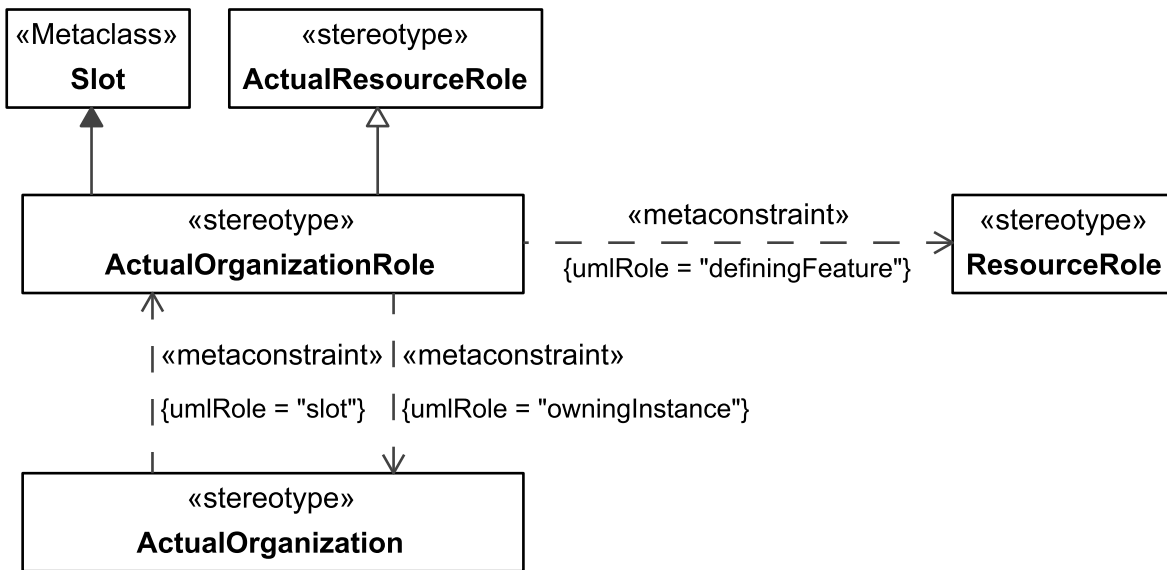 «Metaclass»
Slot
«stereotype»
ActualResourceRole
«stereotype»
ActualOrganizationRole
«metaconstraint»
{umlRole = "definingFeature"}
«stereotype»
ResourceRole
«metaconstraint»
{umlRole = "slot"}
«metaconstraint»
{umlRole = "owningInstance"}
«stereotype»
ActualOrganization